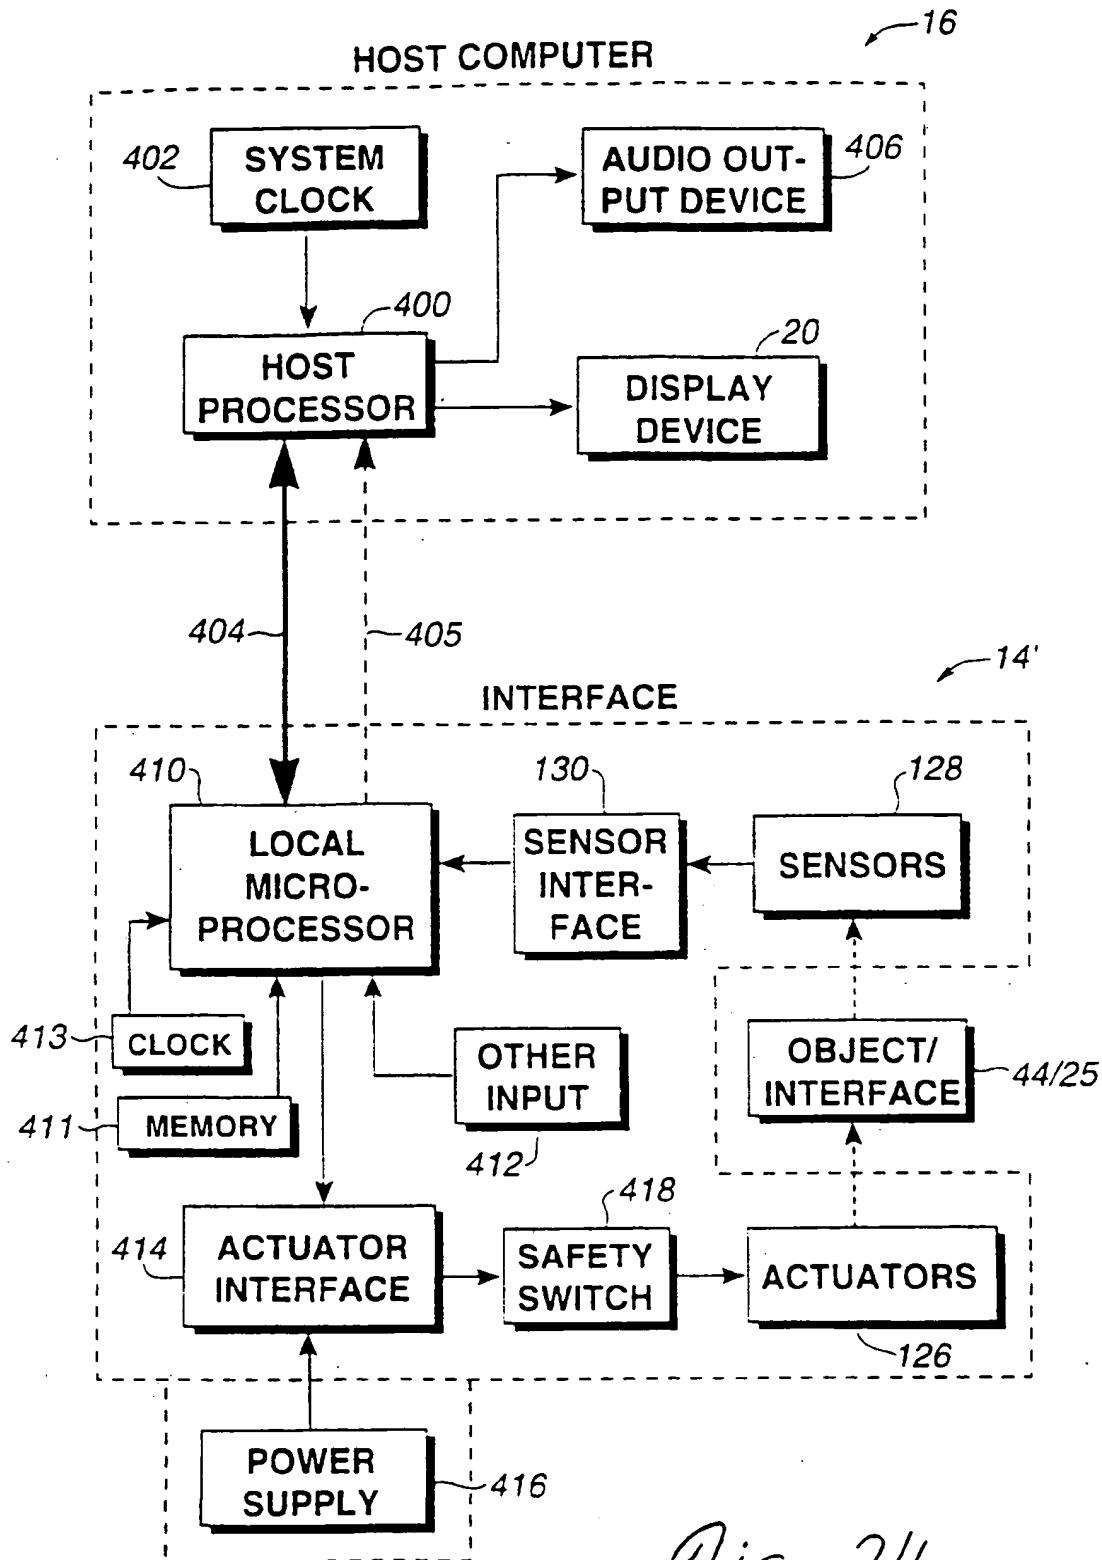 16
HOST COMPUTER
402
SYSTEM
CLOCK
AUDIO OUT-
PUT DEVICE
406
400
HOST
PROCESSOR
20
DISPLAY
DEVICE
404
405
14'
INTERFACE
410
LOCAL
MICRO-
PROCESSOR
130
SENSOR
INTER-
FACE
128
SENSORS
413
CLOCK
411
MEMORY
OTHER
INPUT
412
OBJECT/
INTERFACE
44/25
414
ACTUATOR
INTERFACE
418
SAFETY
SWITCH
ACTUATORS
126
POWER
SUPPLY
416